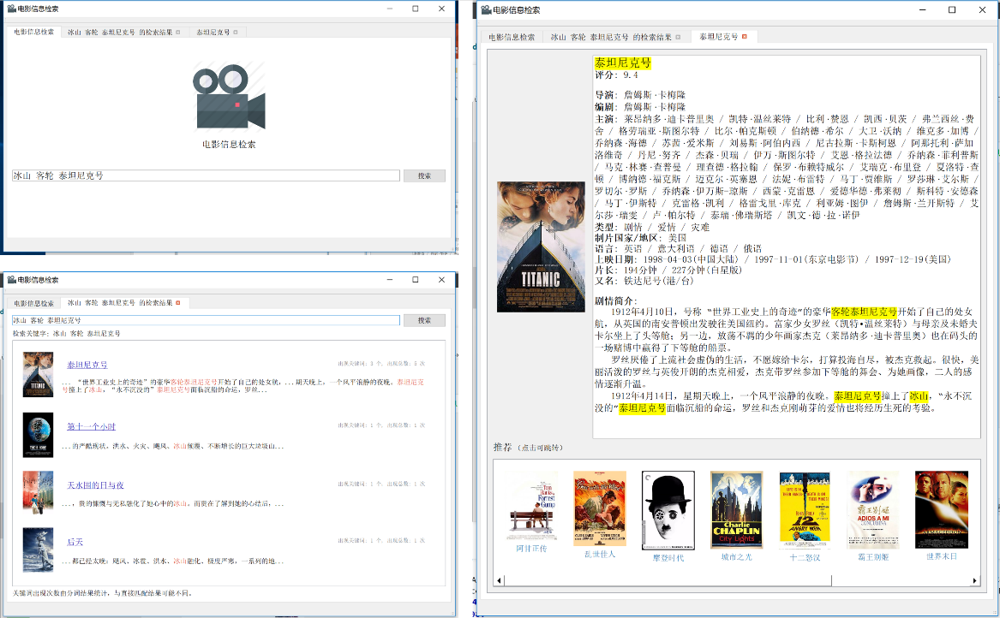 电影信息检索
电影信息检索 冰山 客轮 泰坦尼克号 的检索结果 泰坦尼克号
电影信息检索
冰山 客轮 泰坦尼克号
搜索
电影信息检索
电影信息检索 冰山 客轮 泰坦尼克号 的检索结果
冰山 客轮 泰坦尼克号
搜索
检索关键字: 冰山 客轮 泰坦尼克号
TITANIC
泰坦尼克号
出现关键词: 3 个, 出现总数: 5 次
... “世界工业史上的奇迹”的豪华客轮泰坦尼克号开始了自己的处女航, ...期天晚上, 一个风平浪静的夜晚。泰坦尼克
号撞上了冰山, “永不沉没的”泰坦尼克号面临沉船的命运, 罗丝...
第十一个小时
出现关键词: 1 个, 出现总数: 1 次
...的严酷现状。洪水、火灾、飓风、冰山倾覆、不断增长的巨大垃圾山...
天水围的日与夜
出现关键词: 1 个, 出现总数: 1 次
..., 贵的慷慨与无私融化了她心中的冰山。而贵在了解到她的心结后, ...
后天
出现关键词: 1 个, 出现总数: 1 次
...都已经太晚: 飓风、冰雹、洪水、冰山融化、极度严寒, 一系列的地...
关键词出现次数由分词结果统计, 与直接匹配结果可能不同。
电影信息检索
电影信息检索 冰山 客轮 泰坦尼克号 的检索结果 泰坦尼克号
TITANIC
泰坦尼克号
评分: 9.4
导演: 詹姆斯·卡梅隆
编剧: 詹姆斯·卡梅隆
主演: 莱昂纳多·迪卡普里奥 / 凯特·温丝莱特 / 比利·赞恩 / 凯西·贝茨 / 弗兰西丝·费
舍 / 格劳瑞亚·斯图尔特 / 比尔·帕克斯顿 / 伯纳德·希尔 / 大卫·沃纳 / 维克多·加博 /
乔纳森·海德 / 苏茜·爱米斯 / 刘易斯·阿伯内西 / 尼古拉斯·卡斯柯恩 / 阿那托利·萨加
洛维奇 / 丹尼·努齐 / 杰森·贝瑞 / 伊万·斯图尔特 / 艾恩·格拉法德 / 乔纳森·菲利普斯
/ 马克·林赛·查普曼 / 理查德·格拉翰 / 保罗·布赖特威尔 / 艾瑞克·布里登 / 夏洛特·查
顿 / 博纳德·福克斯 / 迈克尔·英塞恩 / 法妮·布雷特 / 马丁·贾维斯 / 罗莎琳·艾尔斯 /
罗切尔·罗斯 / 乔纳森·伊万斯-琼斯 / 西蒙·克雷恩 / 爱德华德·弗莱彻 / 斯科特·安德森
/ 马丁·伊斯特 / 克雷格·凯利 / 格雷戈里·库克 / 利亚姆·图伊 / 詹姆斯·兰开斯特 / 艾
尔莎·瑞雯 / 卢·帕尔特 / 泰瑞·佛瑞斯塔 / 凯文·德·拉·诺伊
类型: 剧情 / 爱情 / 灾难
制片国家/地区: 美国
语言: 英语 / 意大利语 / 德语 / 俄语
上映日期: 1998-04-03(中国大陆) / 1997-11-01(东京电影节) / 1997-12-19(美国)
片长: 194分钟 / 227分钟(白星版)
又名: 铁达尼号(港/台)
剧情简介:
1912年4月10日, 号称 “世界工业史上的奇迹”的豪华客轮泰坦尼克号开始了自己的处女
航, 从英国的南安普顿出发驶往美国纽约。富家少女罗丝(凯特•温丝莱特)与母亲及未婚夫
卡尔坐上了头等舱; 另一边, 放荡不羁的少年画家杰克(莱昂纳多·迪卡普里奥)也在码头的
一场赌博中赢得了下等舱的船票。
罗丝厌倦了上流社会虚伪的生活, 不愿嫁给卡尔, 打算投海自尽, 被杰克救起。很快, 美
丽活泼的罗丝与英俊开朗的杰克相爱, 杰克带罗丝参加下等舱的舞会、为她画像, 二人的感
情逐渐升温。
1912年4月14日, 星期天晚上, 一个风平浪静的夜晚。泰坦尼克号撞上了冰山, “永不沉
没的”泰坦尼克号面临沉船的命运, 罗丝和杰克刚萌芽的爱情也将经历生死的考验。
推荐 (点击可跳转)
Forrest
Gump
CHARLIE
CHAPLIN
City Lights
12
ANGRY MEN
霸王别姬
ADIOS A MI
CONCUBINA
阿甘正传 乱世佳人 摩登时代 城市之光 十二怒汉 霸王别姬 世界末日